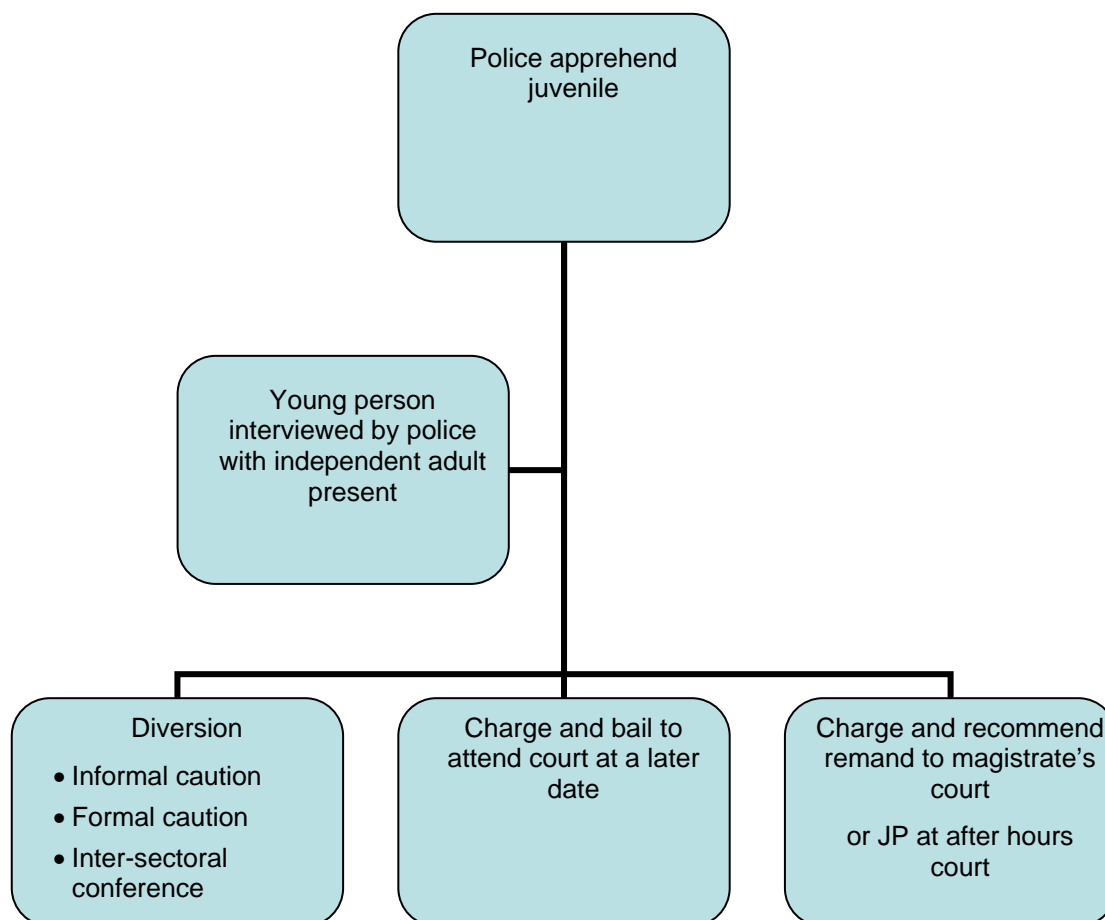 Police apprehend
juvenile
Young person
interviewed by police
with independent adult
present
Diversion
• Informal caution
• Formal caution
• Inter-sectoral
conference
Charge and bail to
attend court at a later
date
Charge and recommend
remand to magistrate’s
court
or JP at after hours
court